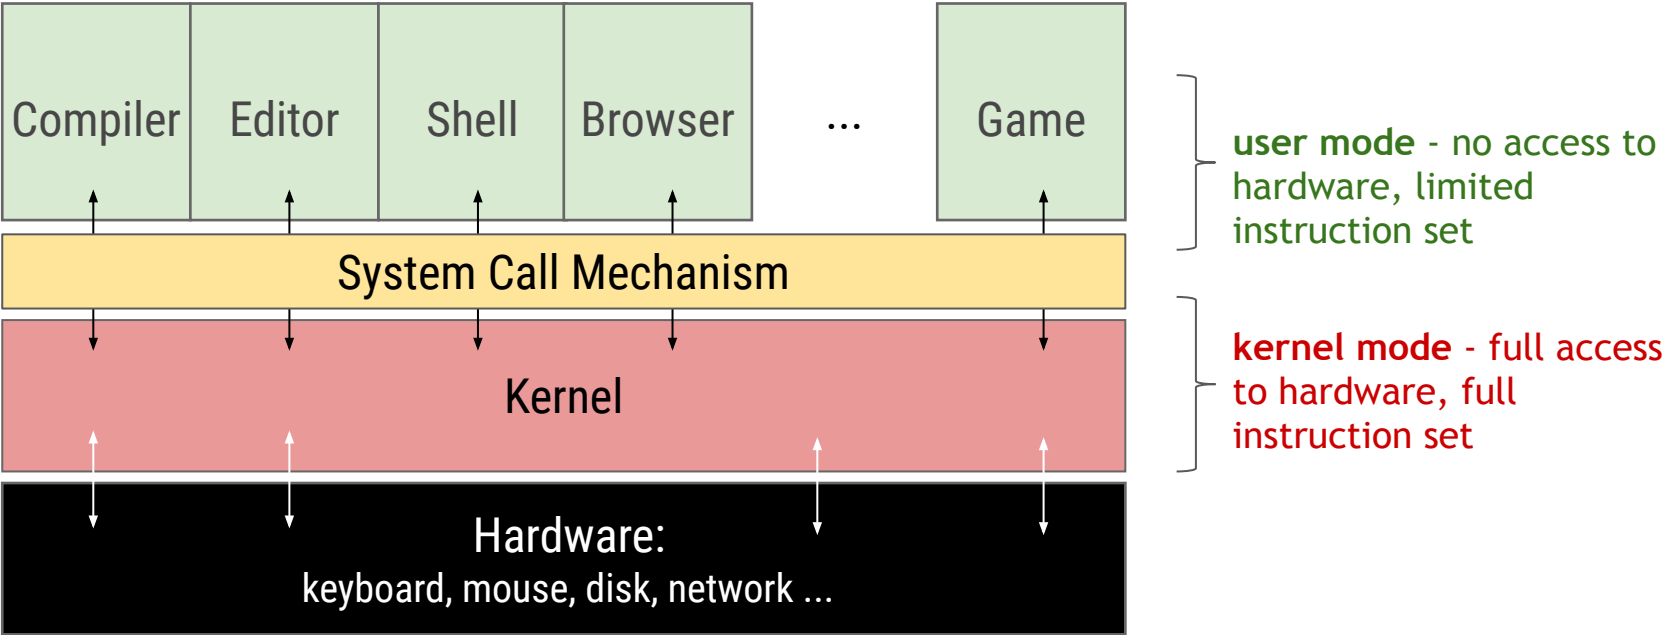 Compiler Editor Shell Browser ... Game
user mode - no access to
hardware, limited
instruction set
System Call Mechanism
kernel mode - full access
to hardware, full
instruction set
Kernel
Hardware:
keyboard, mouse, disk, network ...